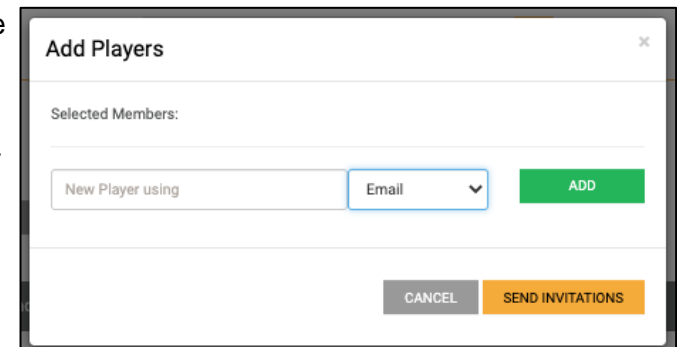 Add Players
×
Selected Members:
New Player using
Email
ADD
CANCEL
SEND INVITATIONS